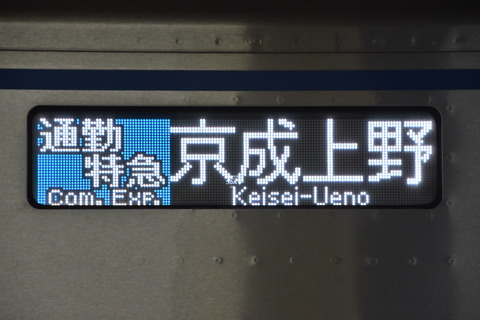 通勤
特急
Com. Exp.
京成上野
Keisei-Ueno